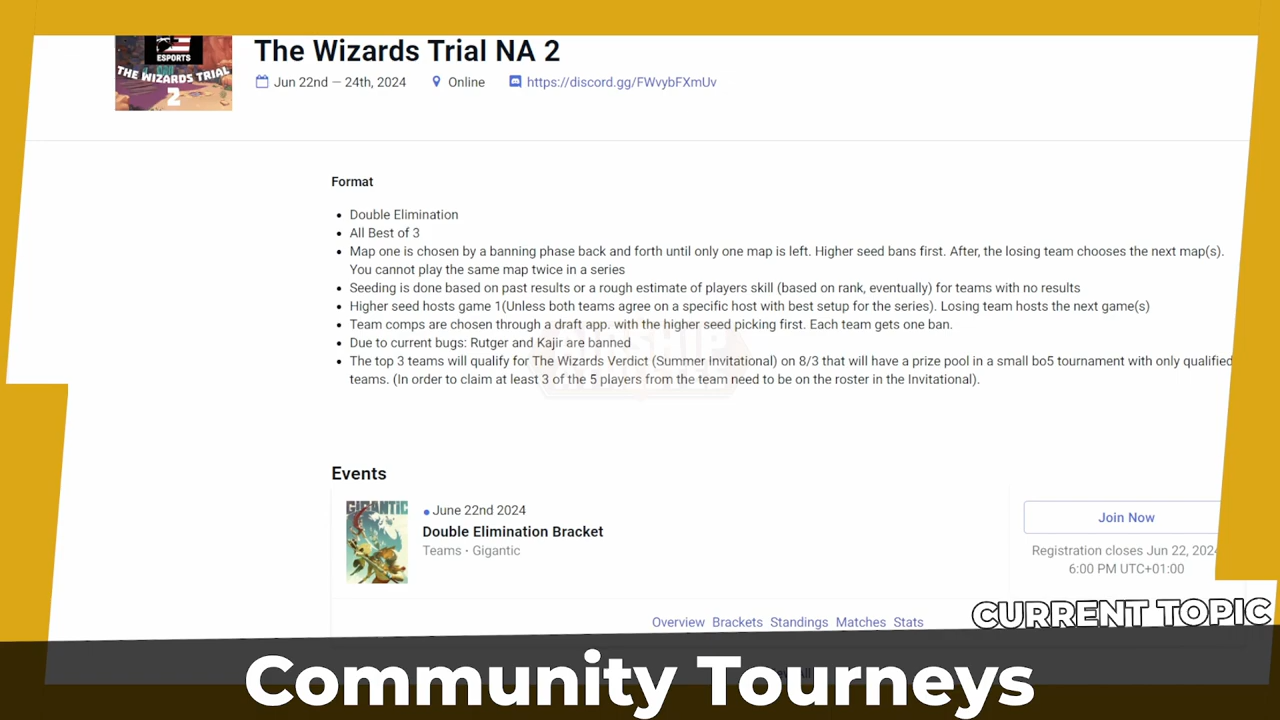 The Wizards Trial NA 2
ESPORTS
THE WIZARDS TRIAL
2
Jun 22nd — 24th, 2024 Online https://discord.gg/FWvybFXmUv
Format
• Double Elimination
• All Best of 3
• Map one is chosen by a banning phase back and forth until only one map is left. Higher seed bans first. After, the losing team chooses the next map(s).
You cannot play the same map twice in a series
• Seeding is done based on past results or a rough estimate of players skill (based on rank, eventually) for teams with no results
• Higher seed hosts game 1(Unless both teams agree on a specific host with best setup for the series). Losing team hosts the next game(s)
• Team comps are chosen through a draft app. with the higher seed picking first. Each team gets one ban.
• Due to current bugs: Rutger and Kajir are banned
• The top 3 teams will qualify for The Wizards Verdict (Summer Invitational) on 8/3 that will have a prize pool in a small bo5 tournament with only qualified
teams. (In order to claim at least 3 of the 5 players from the team need to be on the roster in the Invitational).
Events
GIGANTIC
June 22nd 2024
Double Elimination Bracket
Teams · Gigantic
Join Now
Registration closes Jun 22, 2024
6:00 PM UTC+01:00
Overview Brackets Standings Matches Stats
CURRENT TOPIC
Community Tourneys